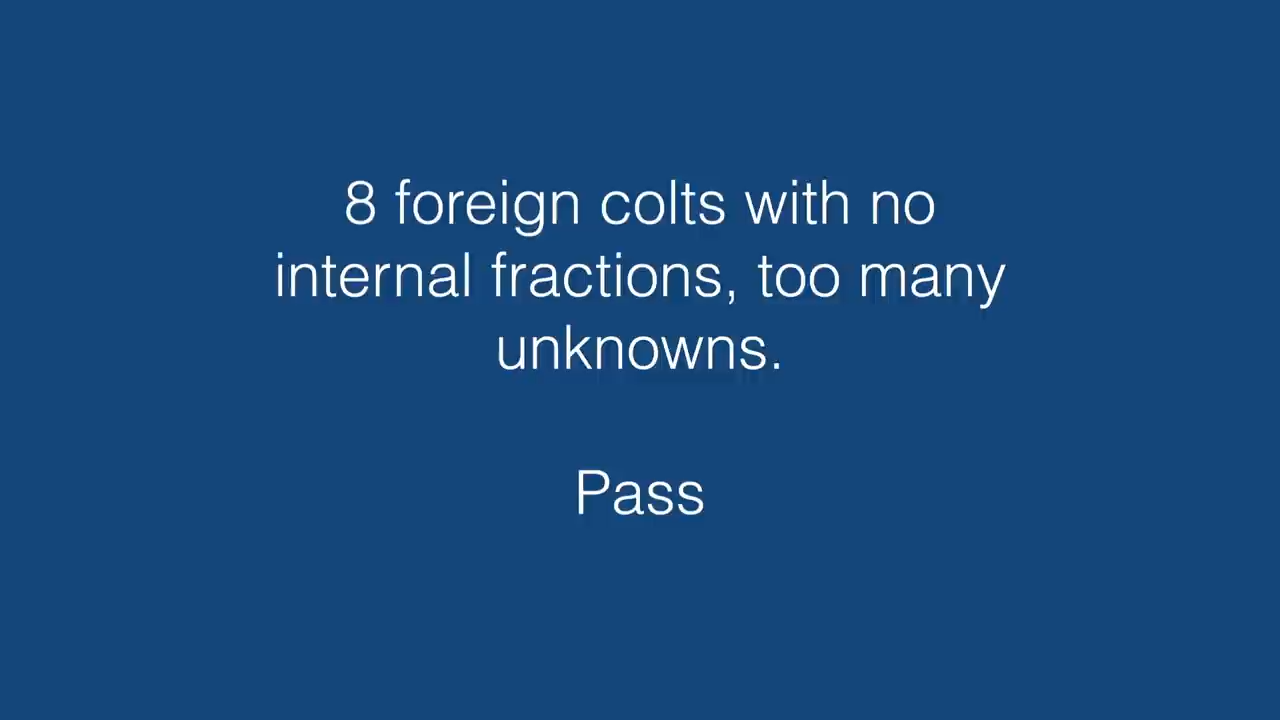 8 foreign colts with no
internal fractions, too many
unknowns.
Pass